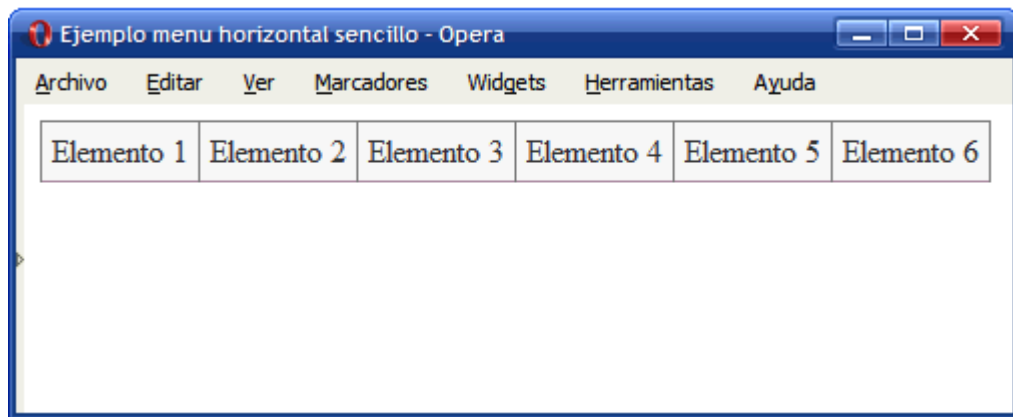 Ejemplo menu horizontal sencillo - Opera
Archivo Editar Ver Marcadores Widgets Herramientas Ayuda
Elemento 1 Elemento 2 Elemento 3 Elemento 4 Elemento 5 Elemento 6